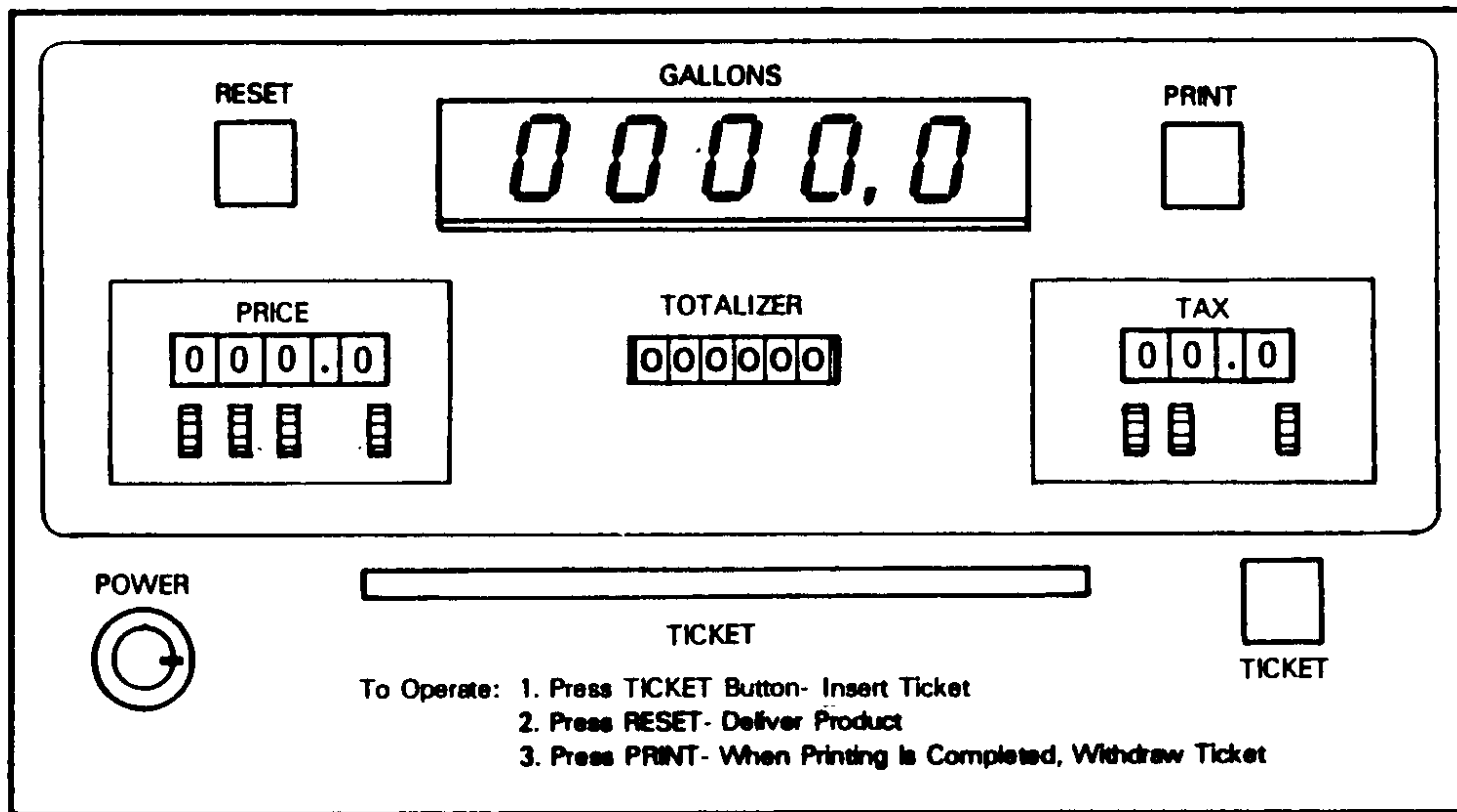 GALLONS
RESET
PRINT
0000.0
PRICE
TOTALIZER
TAX
000.0
000000
00.0
POWER
TICKET
TICKET
To Operate: 1. Press TICKET Button- Insert Ticket
2. Press RESET- Deliver Product
3. Press PRINT- When Printing Is Completed, Withdraw Ticket